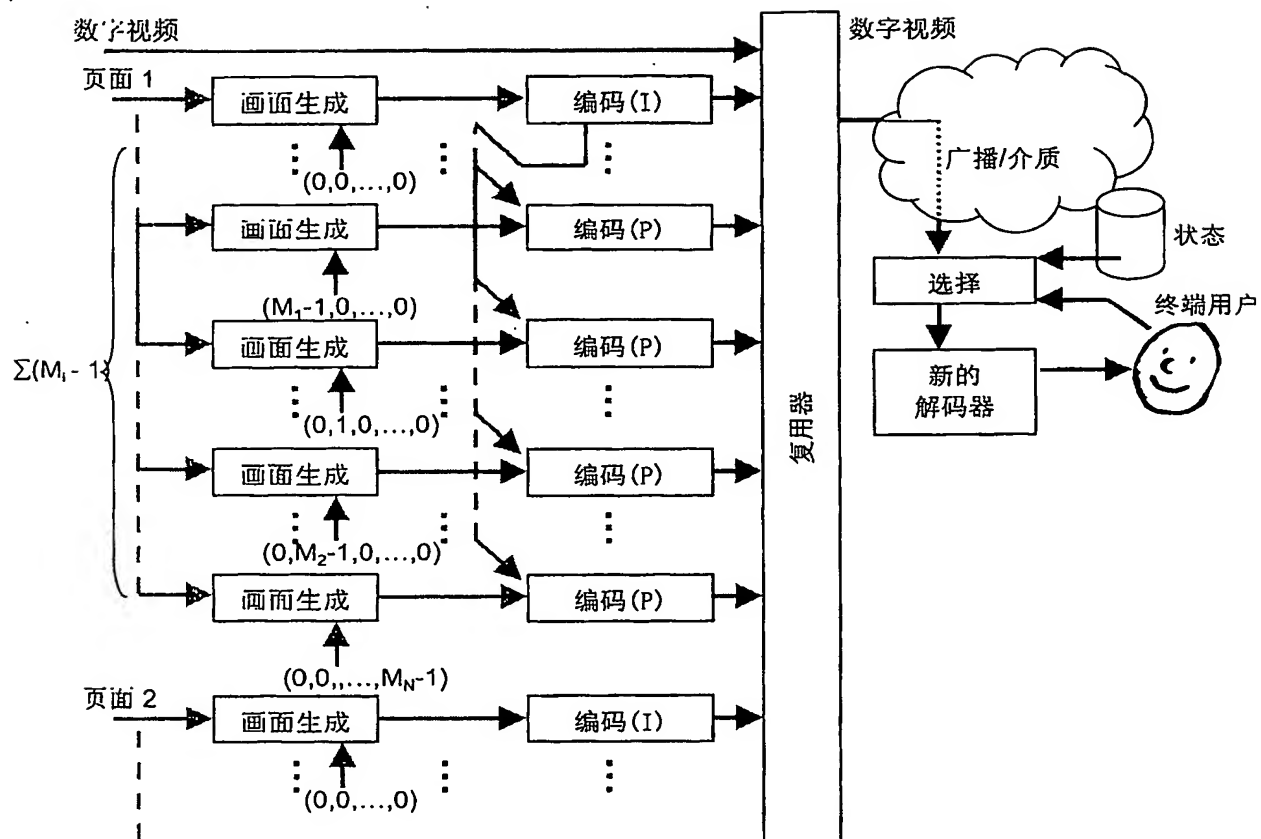 数字视频
数字视频
页面 1
画面生成
编码(I)
(0,0,...,0)
广播/介质
画面生成
编码(P)
状态
选择
(M₁-1,0,...,0)
终端用户
画面生成
编码(P)
Σ(Mᵢ-1)
新的
解码器
(0,1,0,...,0)
复用器
画面生成
编码(P)
(0,M₂-1,0,...,0)
画面生成
编码(P)
(0,0,,...,M_N-1)
页面 2
画面生成
编码(I)
(0,0,...,0)